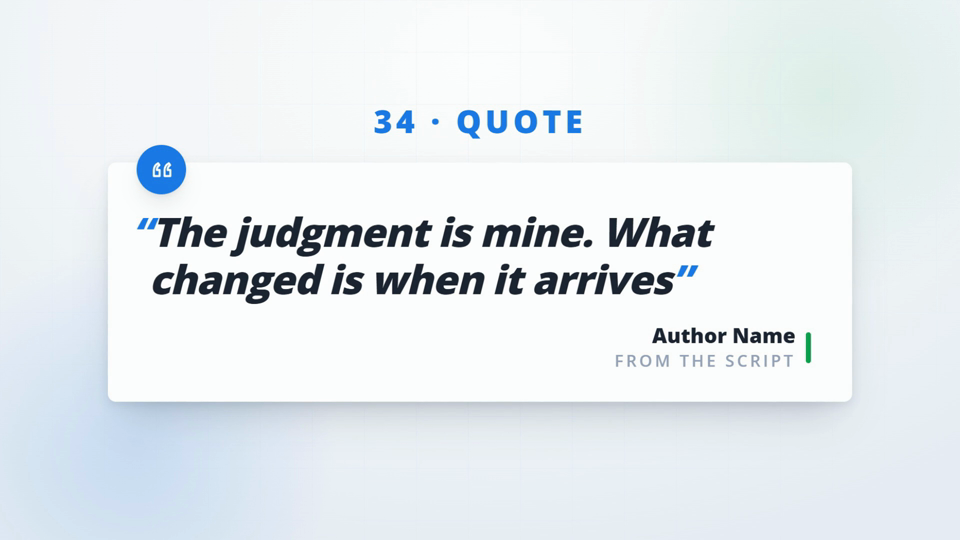 34 · QUOTE
“The judgment is mine. What
changed is when it arrives”
Author Name
FROM THE SCRIPT